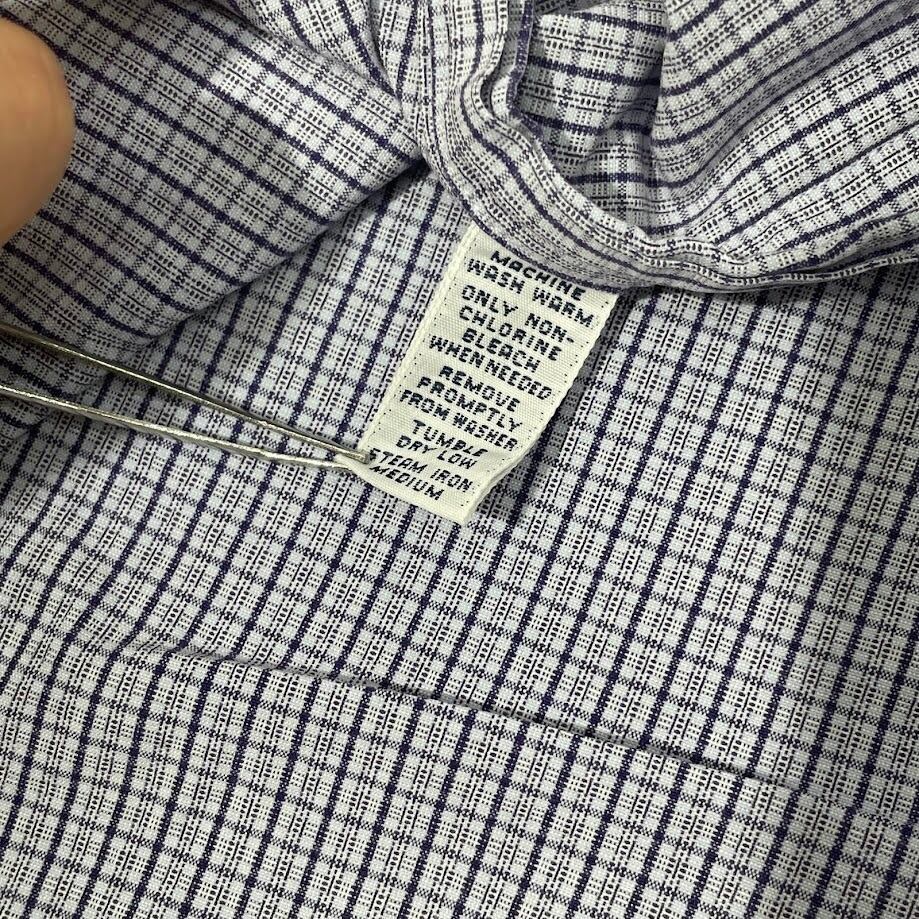 MACHINE
WASH WARM
ONLY NON-
CHLORINE
BLEACH
WHEN NEEDED
REMOVE
PROMPTLY
FROM WASHER
TUMBLE
DRY LOW
STEAM IRON
MEDIUM